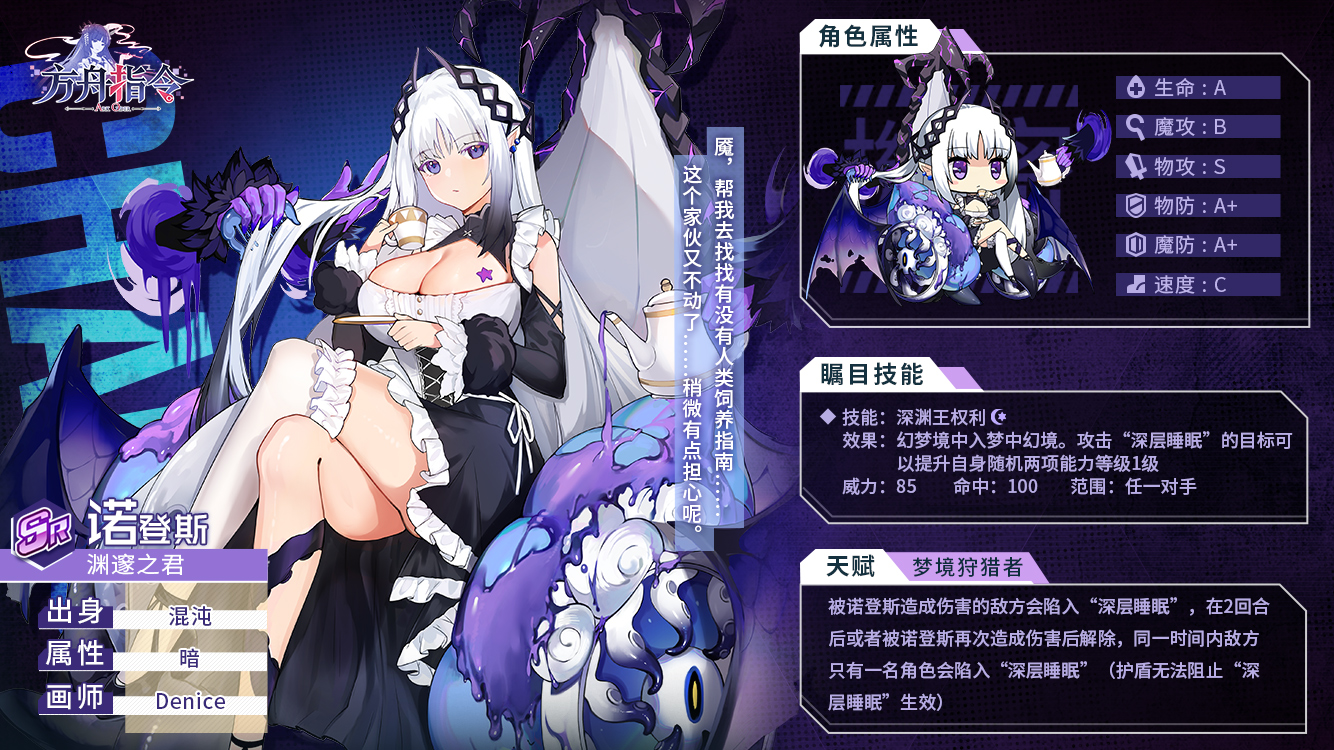 方舟指令
Ark Order
CHAO
魇，帮我去找找有没有人类饲养指南……
这个家伙又不动了……稍微有点担心呢。
SR
诺登斯
渊邃之君
出身 混沌
属性 暗
画师 Denice
角色属性
生命：A
魔攻：B
物攻：S
物防：A+
魔防：A+
速度：C
瞩目技能
◆技能：深渊王权利
效果：幻梦境中入梦中幻境。攻击“深层睡眠”的目标可
以提升自身随机两项能力等级1级
威力：85 命中：100 范围：任一对手
天赋 梦境狩猎者
被诺登斯造成伤害的敌方会陷入“深层睡眠”，在2回合
后或者被诺登斯再次造成伤害后解除，同一时间内敌方
只有一名角色会陷入“深层睡眠”（护盾无法阻止“深
层睡眠”生效）